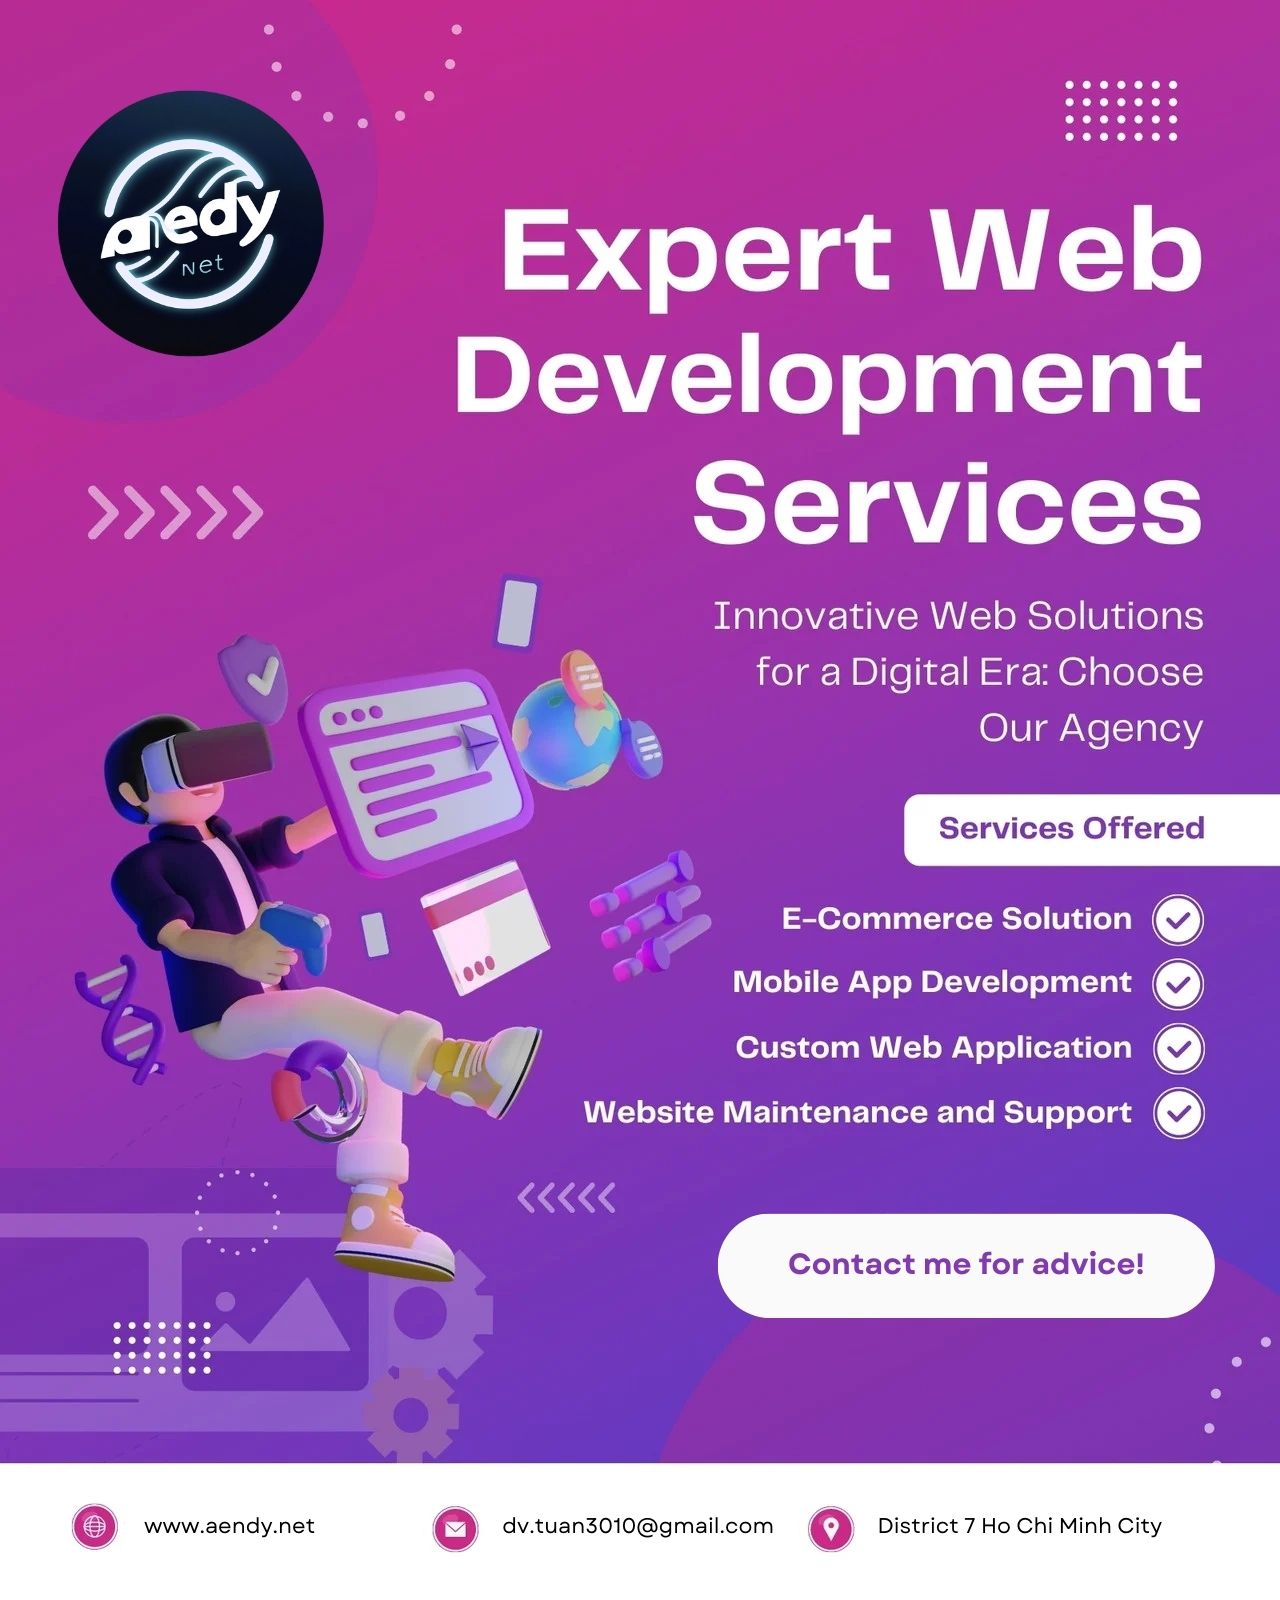 aedy
Net
Expert Web
Development
Services
Innovative Web Solutions
for a Digital Era: Choose
Our Agency
Services Offered
E-Commerce Solution
Mobile App Development
Custom Web Application
Website Maintenance and Support
Contact me for advice!
www.aendy.net
dv.tuan3010@gmail.com
District 7 Ho Chi Minh City